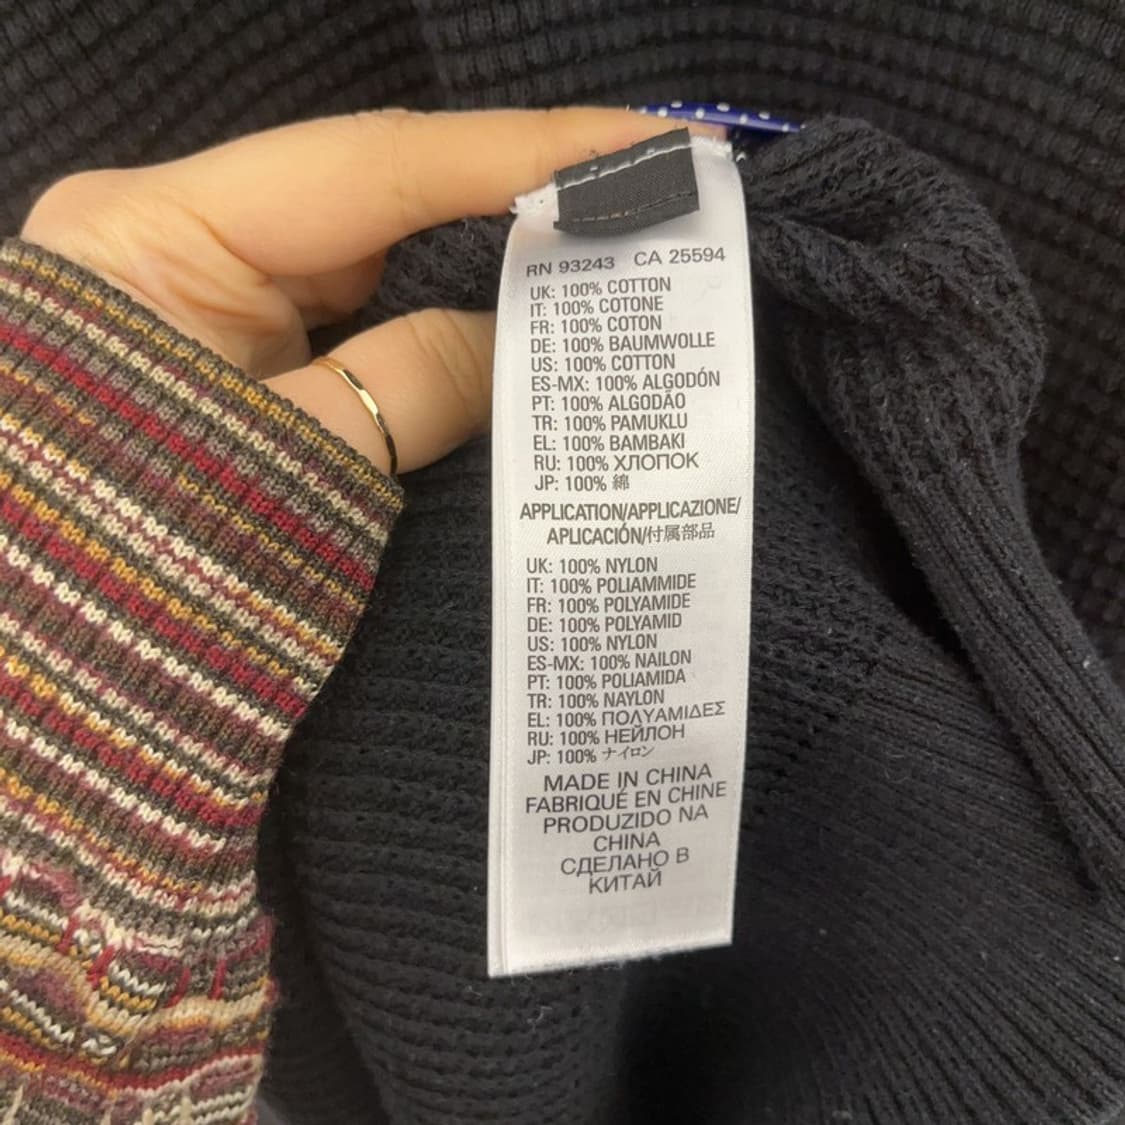 RN 93243 CA 25594
UK: 100% COTTON
IT: 100% COTONE
FR: 100% COTON
DE: 100% BAUMWOLLE
US: 100% COTTON
ES-MX: 100% ALGODÓN
PT: 100% ALGODÃO
TR: 100% PAMUKLU
EL: 100% BAMBAKI
RU: 100% ХЛОПОК
JP: 100% 綿
APPLICATION/APPLICAZIONE/
APLICACIÓN/付属部品
UK: 100% NYLON
IT: 100% POLIAMMIDE
FR: 100% POLYAMIDE
DE: 100% POLYAMID
US: 100% NYLON
ES-MX: 100% NAILON
PT: 100% POLIAMIDA
TR: 100% NAYLON
EL: 100% ΠΟΛΥΑΜΙΔΕΣ
RU: 100% НЕЙЛОН
JP: 100% ナイロン
MADE IN CHINA
FABRIQUÉ EN CHINE
PRODUZIDO NA
CHINA
СДЕЛАНО В
КИТАЙ